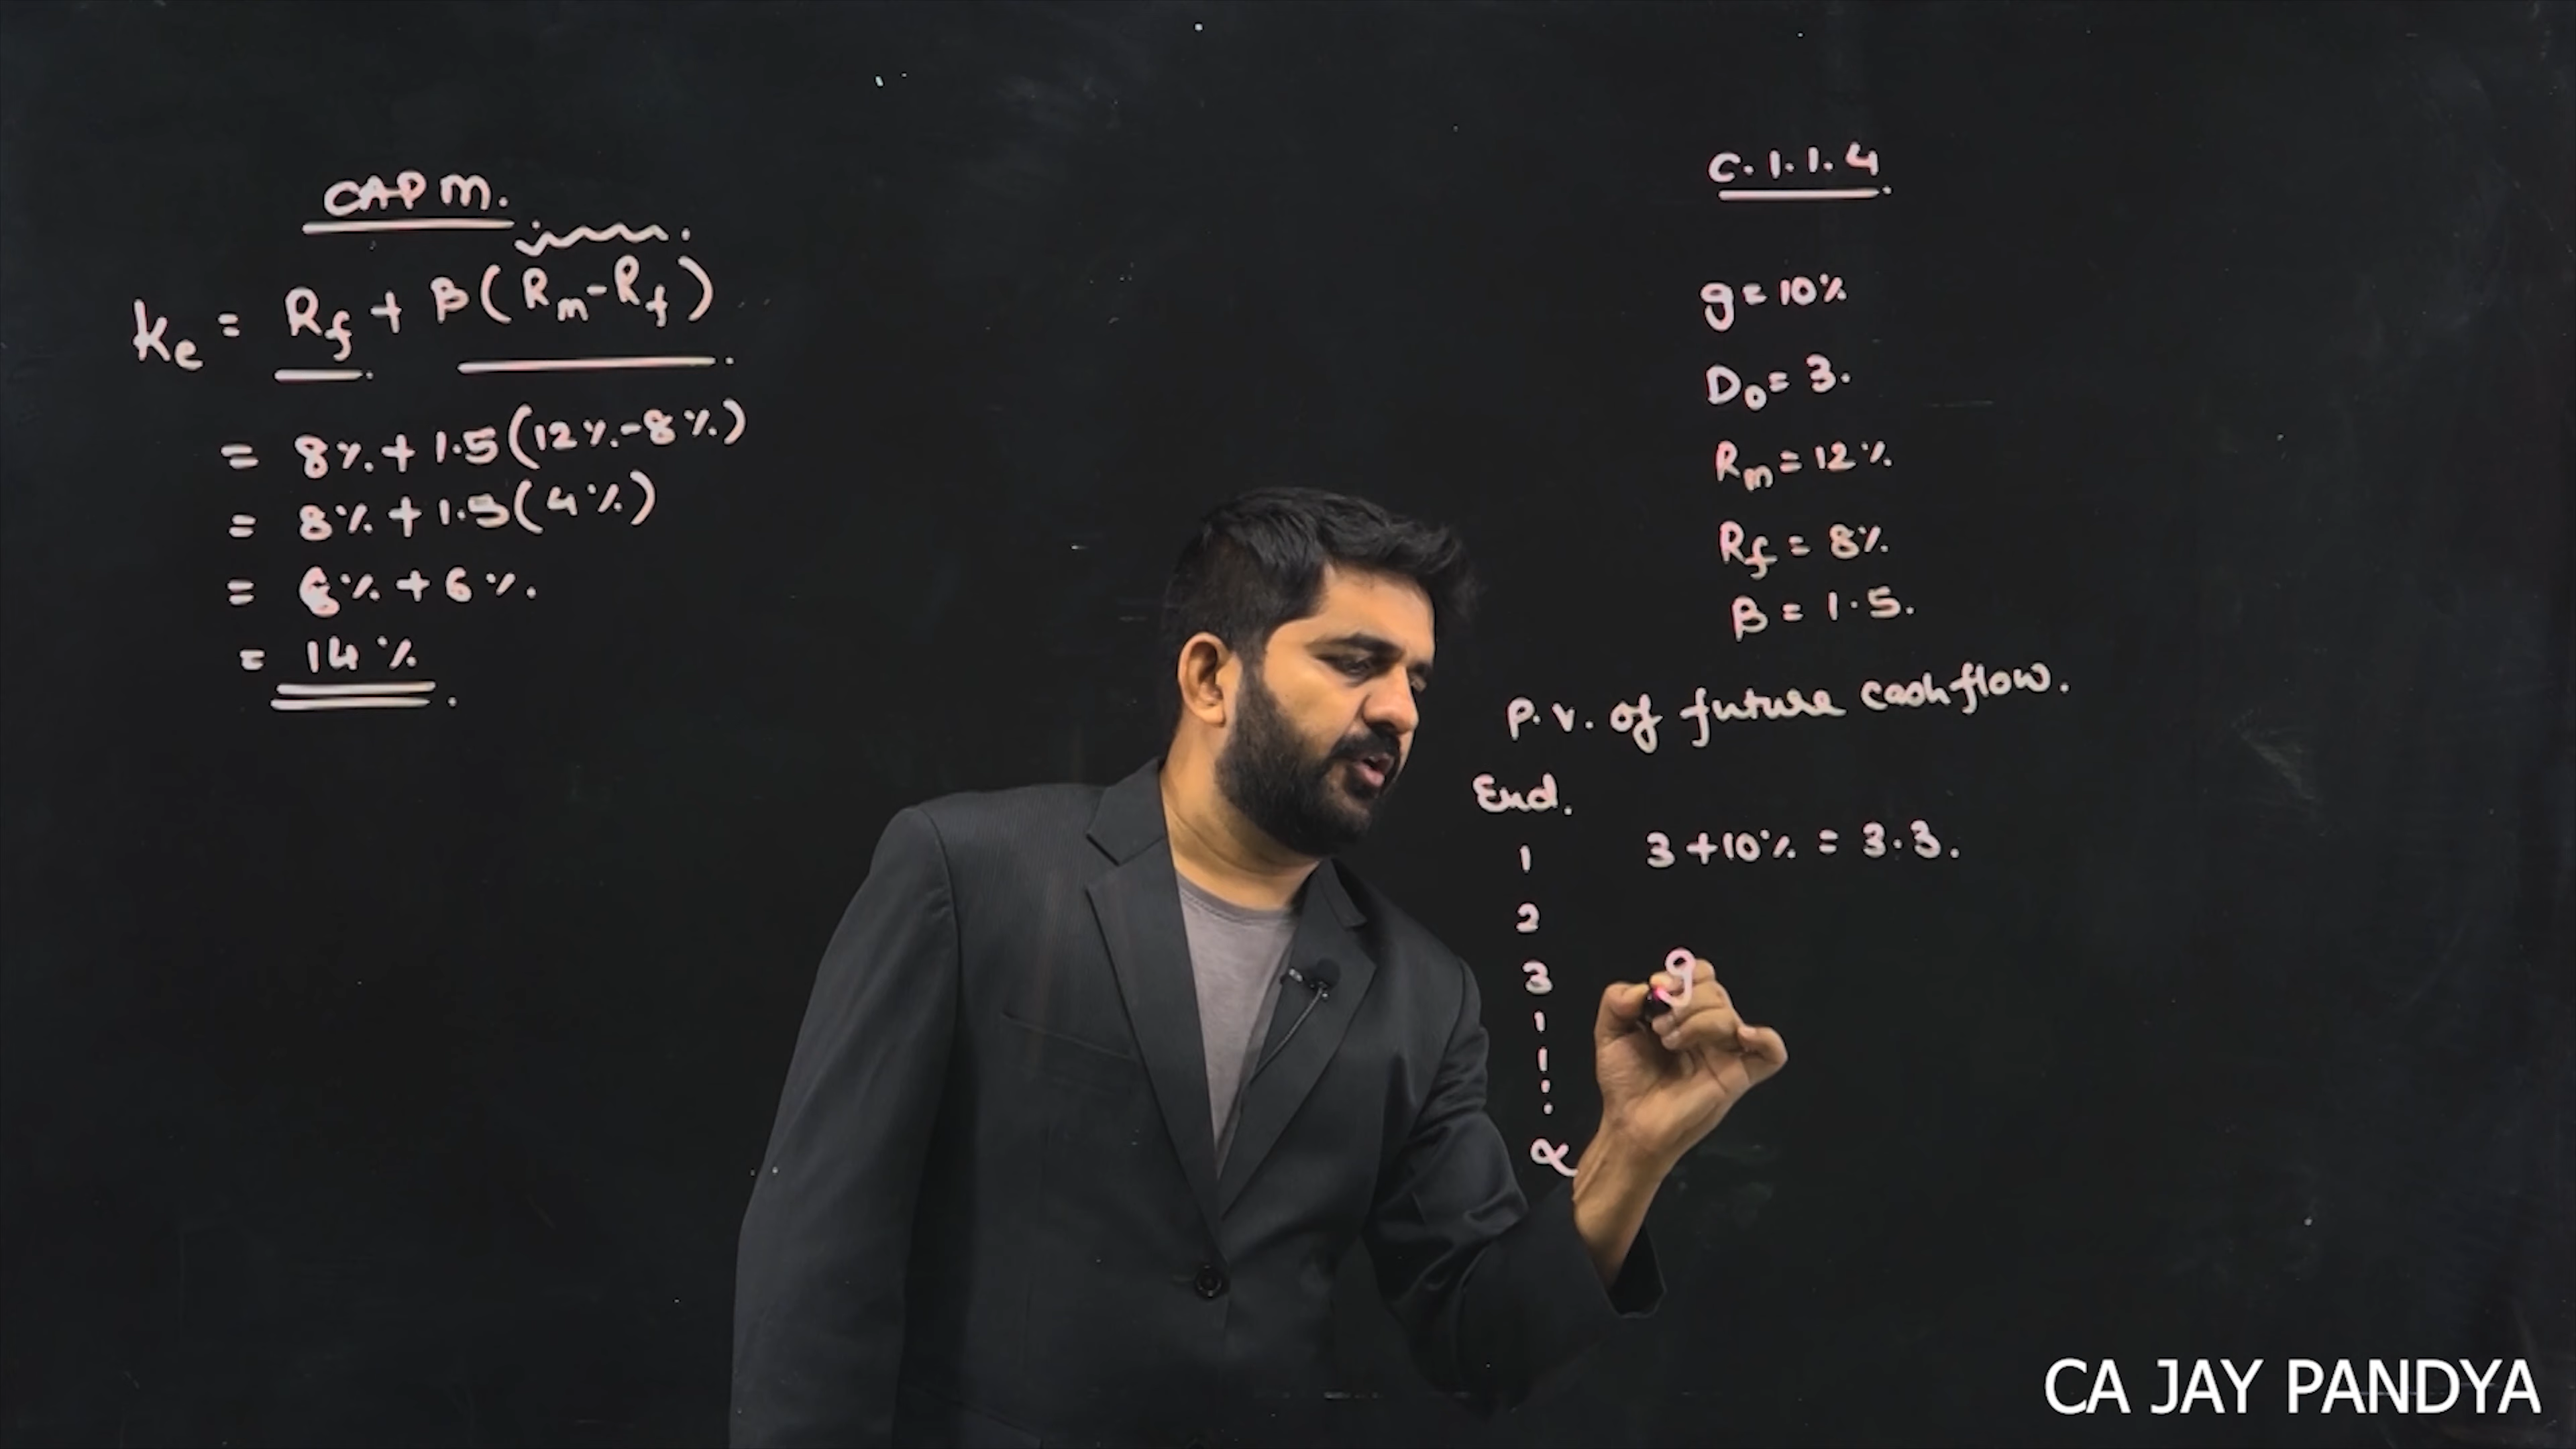 CAPM.
Ke = Rf + β(Rm-Rf)
= 8%. + 1.5(12%.-8%.)
= 8% + 1.5(4%)
= 8% + 6%.
= 14%.
C.1.1.4.
g = 10%
D0 = 3.
Rm = 12%.
Rf = 8%.
β = 1.5.
P.V. of future cashflow.
End.
1 3 + 10% = 3.3.
2
3 g
∝
CA JAY PANDYA